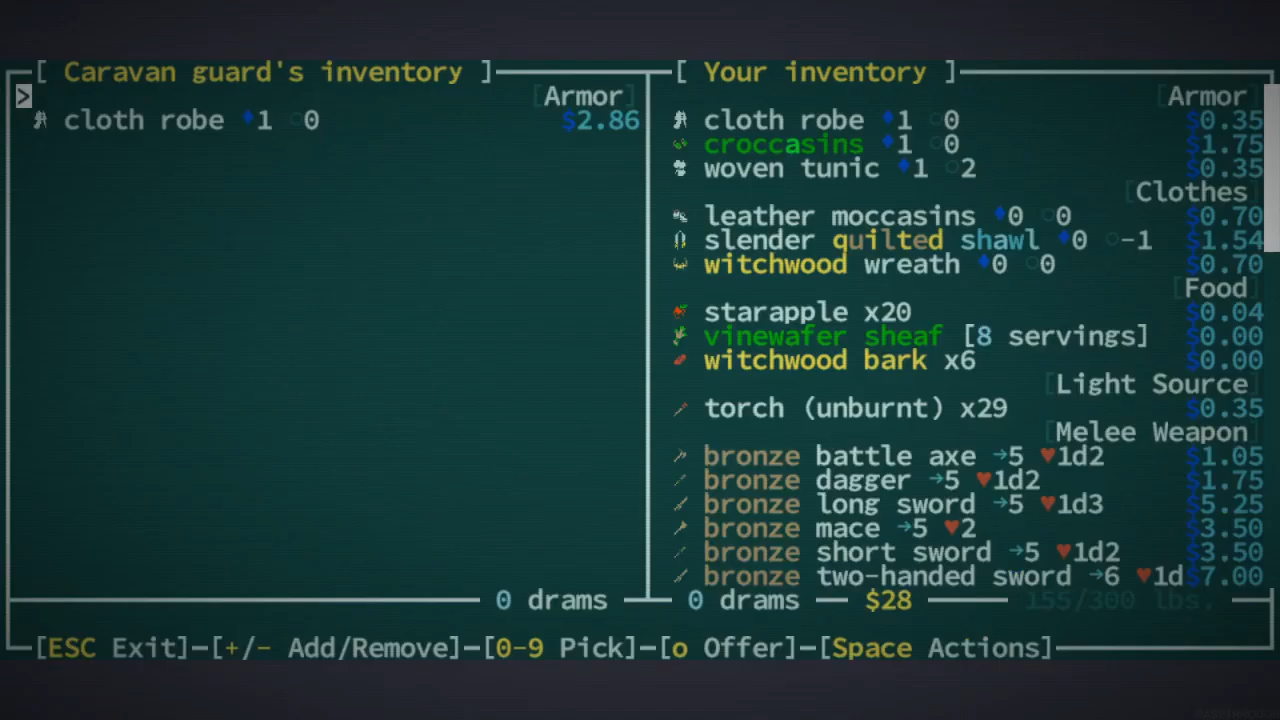 [ Caravan guard's inventory ]
[ Your inventory ]
>
[Armor]
cloth robe ♦1 ○0 $2.86
[Armor]
cloth robe ♦1 ○0 $0.35
croccasins ♦1 ○0 $1.75
woven tunic ♦1 ○2 $0.35
[Clothes]
leather moccasins ♦0 ○0 $0.70
slender quilted shawl ♦0 ○-1 $1.54
witchwood wreath ♦0 ○0 $0.70
[Food]
starapple x20 $0.04
vinewafer sheaf [8 servings] $0.00
witchwood bark x6 $0.00
[Light Source]
torch (unburnt) x29 $0.35
[Melee Weapon]
bronze battle axe →5 ♥1d2 $1.05
bronze dagger →5 ♥1d2 $1.75
bronze long sword →5 ♥1d3 $5.25
bronze mace →5 ♥2 $3.50
bronze short sword →5 ♥1d2 $3.50
bronze two-handed sword →6 ♥1d $7.00
0 drams
0 drams $28 155/300 lbs.
[ESC Exit] [+/- Add/Remove] [0-9 Pick] [o Offer] [Space Actions]